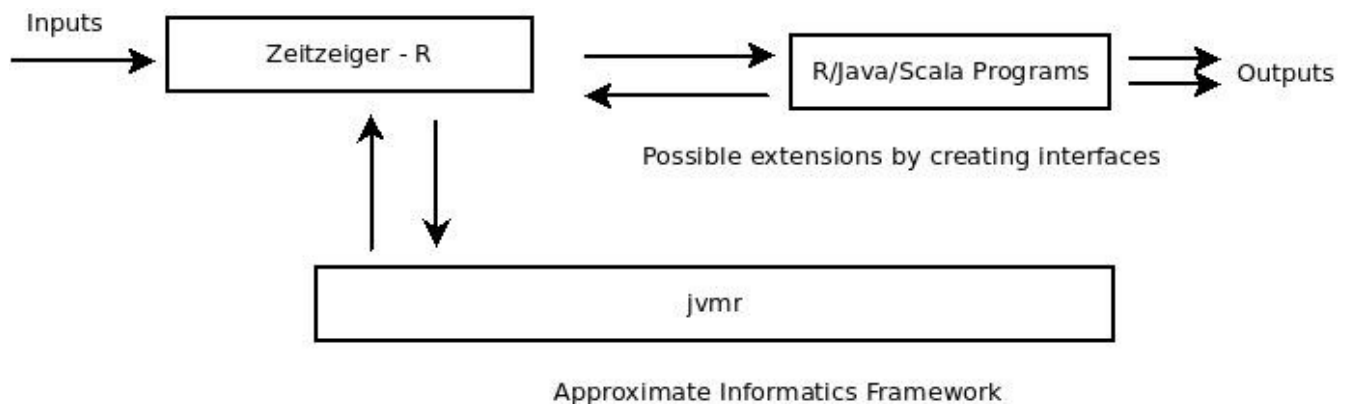 Inputs
Zeitzeiger - R
R/Java/Scala Programs
Outputs
Possible extensions by creating interfaces
jvmr
Approximate Informatics Framework